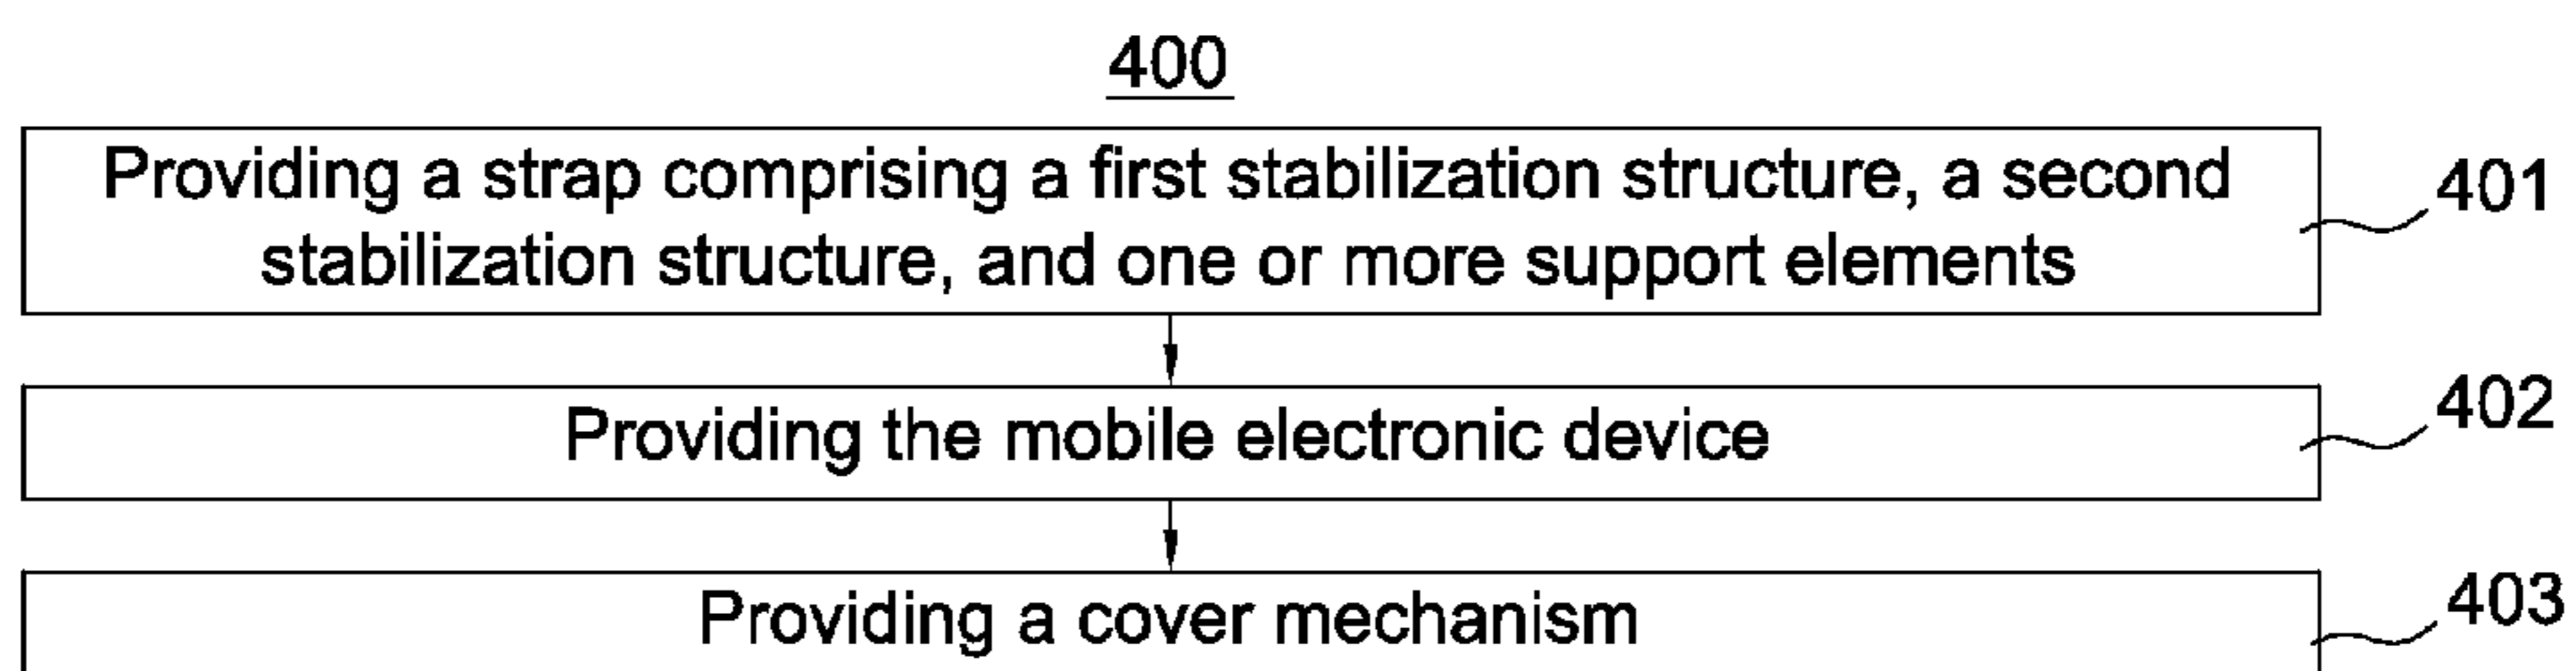 400
Providing a strap comprising a first stabilization structure, a second
stabilization structure, and one or more support elements
401
Providing the mobile electronic device
402
Providing a cover mechanism
403